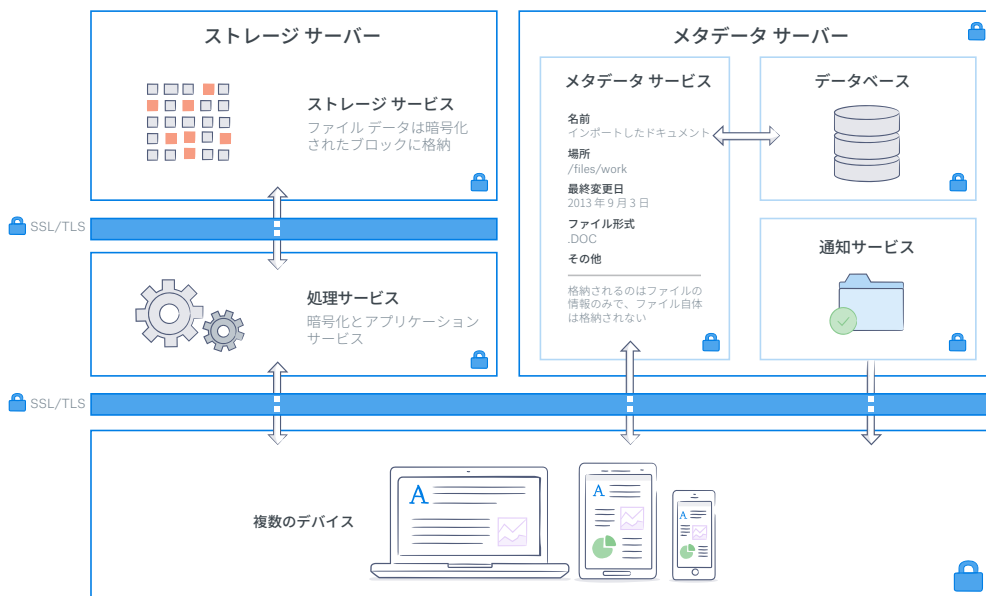 ストレージ サーバー
ストレージ サービス
ファイル データは暗号化
されたブロックに格納
SSL/TLS
処理サービス
暗号化とアプリケーション
サービス
メタデータ サーバー
メタデータ サービス
名前
インポートしたドキュメント
場所
/files/work
最終変更日
2013 年 9 月 3 日
ファイル形式
.DOC
その他
格納されるのはファイルの
情報のみで、ファイル自体
は格納されない
データベース
通知サービス
SSL/TLS
複数のデバイス
A
A
A